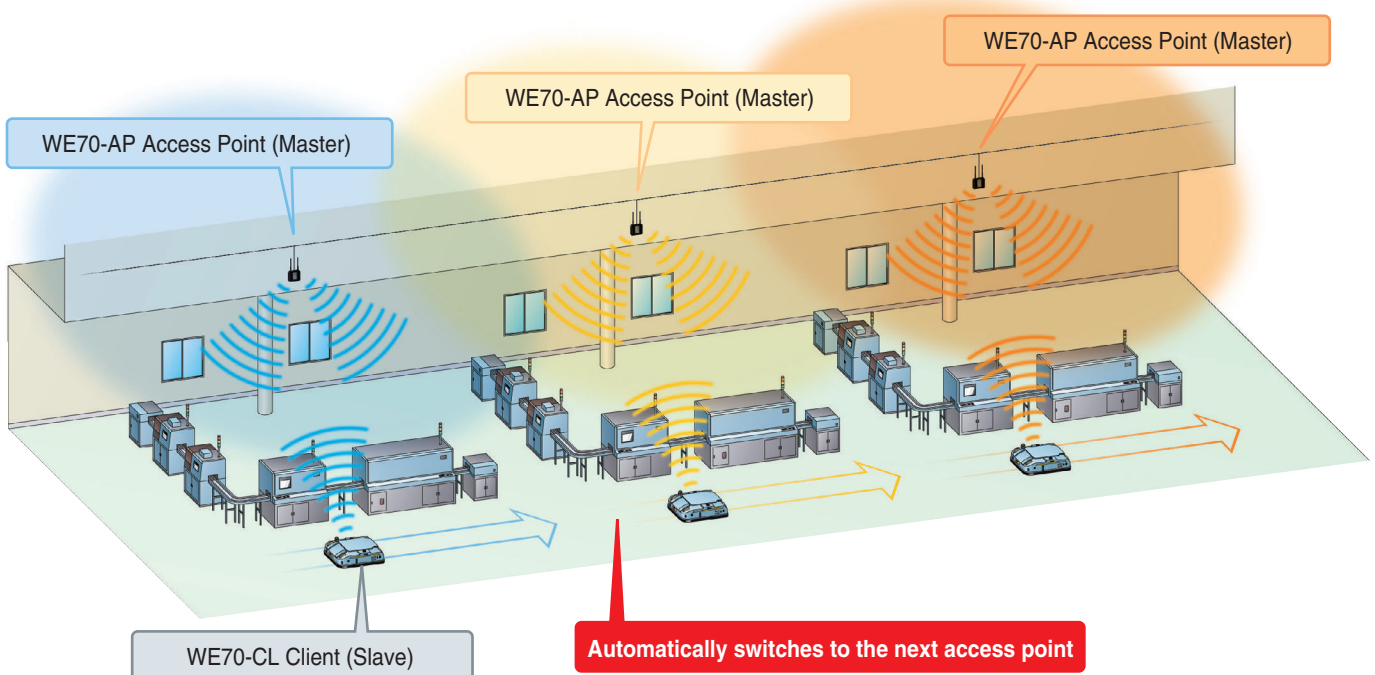 WE70-AP Access Point (Master)
WE70-AP Access Point (Master)
WE70-AP Access Point (Master)
WE70-CL Client (Slave)
Automatically switches to the next access point